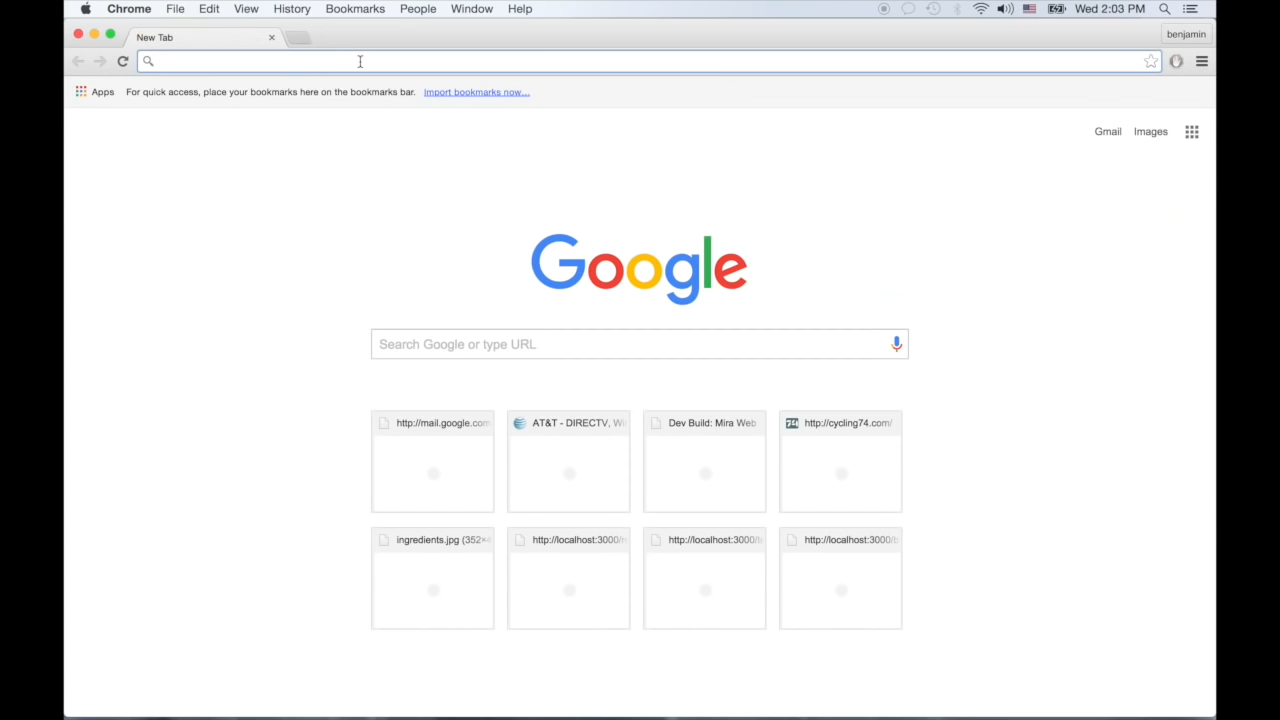 Chrome File Edit View History Bookmarks People Window Help Wed 2:03 PM
New Tab benjamin
Apps For quick access, place your bookmarks here on the bookmarks bar. Import bookmarks now...
Gmail Images
Google
Search Google or type URL
http://mail.google.com AT&T - DIRECTV, Wi Dev Build: Mira Web http://cycling74.com/
ingredients.jpg (352× http://localhost:3000/ http://localhost:3000/ http://localhost:3000/